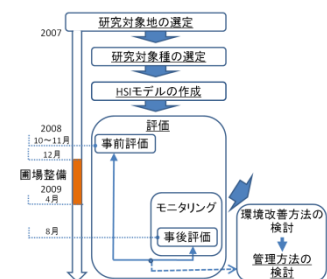 研究対象地の選定
2007
研究対象種の選定
HSIモデルの作成
評価
2008
10～11月
事前評価
12月
圃場整備
2009
4月
モニタリング
8月
事後評価
環境改善方法の
検討
管理方法の
検討